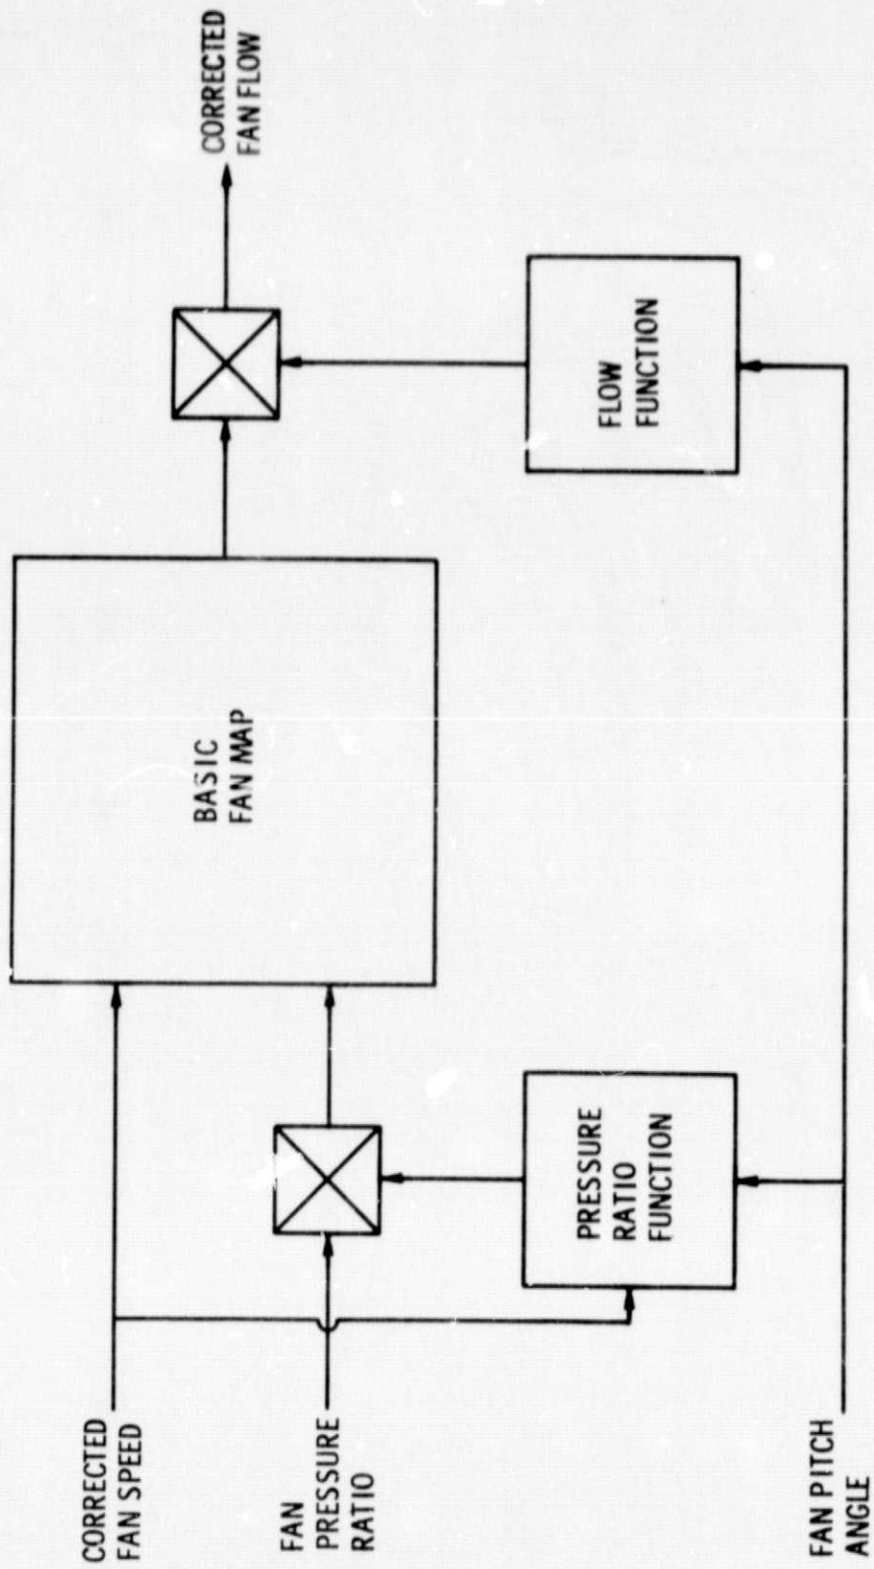 CORRECTED
FAN SPEED
FAN
PRESSURE
RATIO
FAN PITCH
ANGLE
PRESSURE
RATIO
FUNCTION
BASIC
FAN MAP
FLOW
FUNCTION
CORRECTED
FAN FLOW